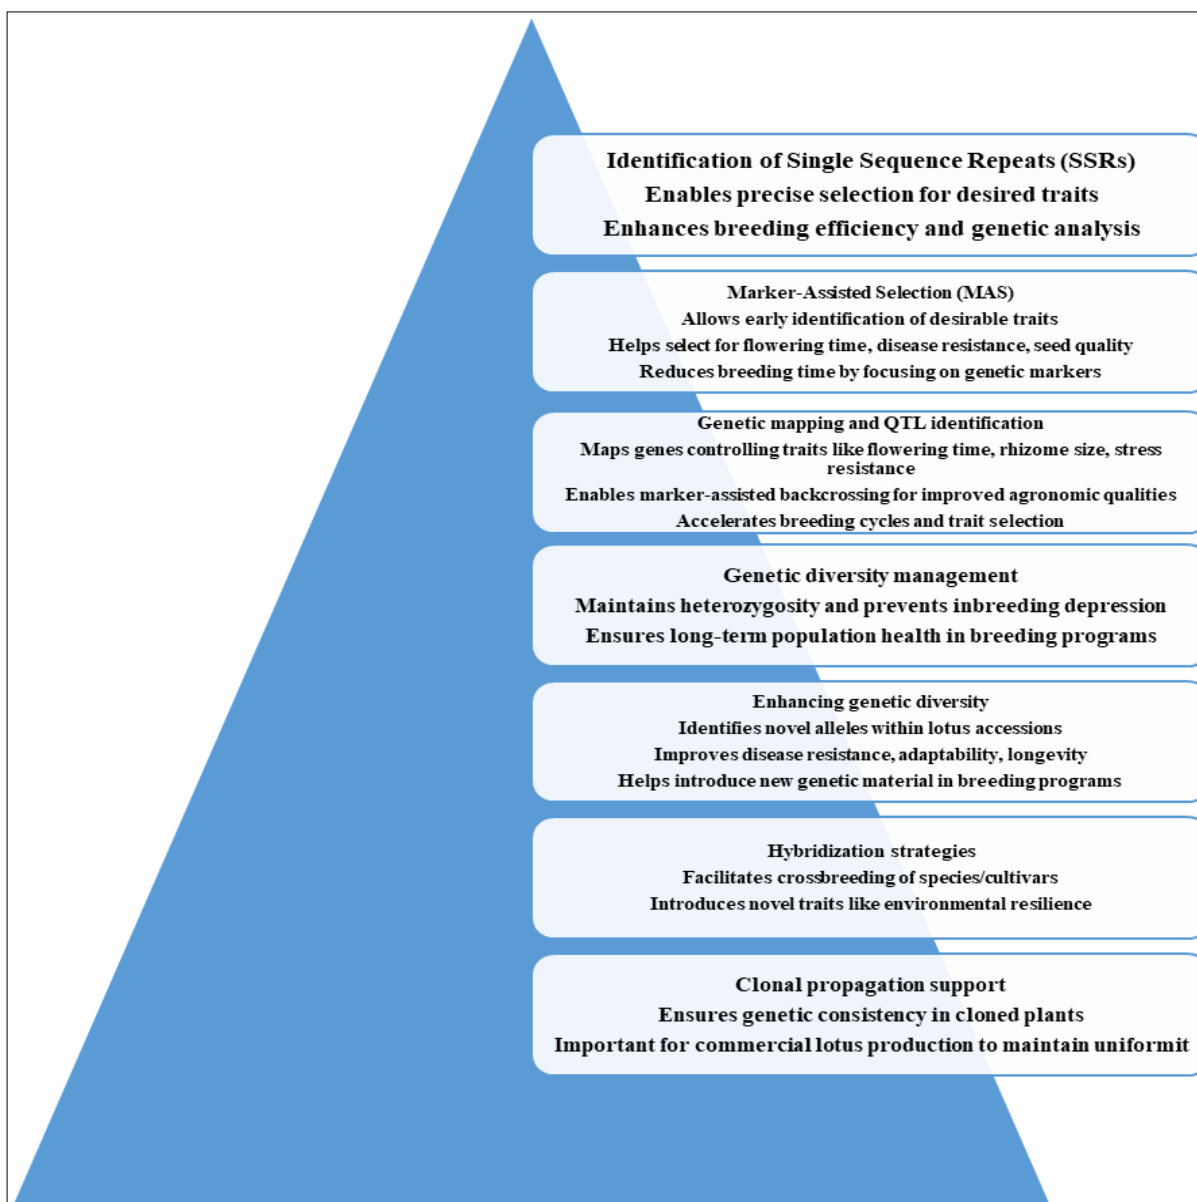 Identification of Single Sequence Repeats (SSRs)
Enables precise selection for desired traits
Enhances breeding efficiency and genetic analysis
Marker-Assisted Selection (MAS)
Allows early identification of desirable traits
Helps select for flowering time, disease resistance, seed quality
Reduces breeding time by focusing on genetic markers
Genetic mapping and QTL identification
Maps genes controlling traits like flowering time, rhizome size, stress
resistance
Enables marker-assisted backcrossing for improved agronomic qualities
Accelerates breeding cycles and trait selection
Genetic diversity management
Maintains heterozygosity and prevents inbreeding depression
Ensures long-term population health in breeding programs
Enhancing genetic diversity
Identifies novel alleles within lotus accessions
Improves disease resistance, adaptability, longevity
Helps introduce new genetic material in breeding programs
Hybridization strategies
Facilitates crossbreeding of species/cultivars
Introduces novel traits like environmental resilience
Clonal propagation support
Ensures genetic consistency in cloned plants
Important for commercial lotus production to maintain uniformit